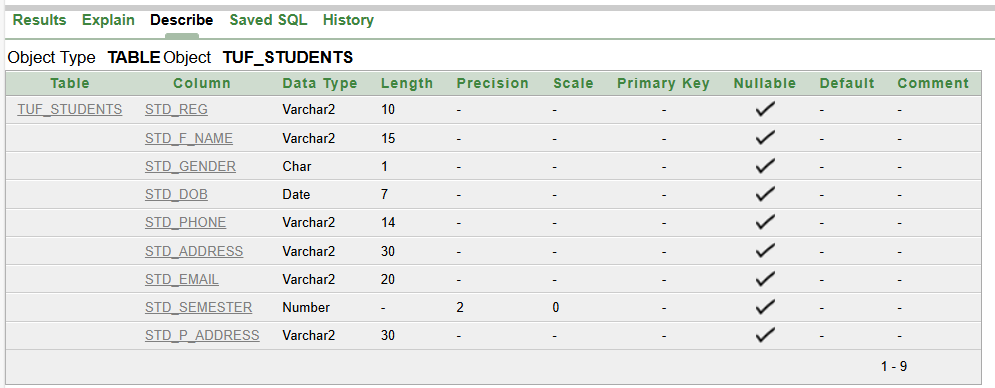 Results Explain Describe Saved SQL History
Object Type TABLE Object TUF_STUDENTS
Table Column Data Type Length Precision Scale Primary Key Nullable Default Comment
TUF_STUDENTS STD_REG Varchar2 10 - - - ✓ - -
STD_F_NAME Varchar2 15 - - - ✓ - -
STD_GENDER Char 1 - - - ✓ - -
STD_DOB Date 7 - - - ✓ - -
STD_PHONE Varchar2 14 - - - ✓ - -
STD_ADDRESS Varchar2 30 - - - ✓ - -
STD_EMAIL Varchar2 20 - - - ✓ - -
STD_SEMESTER Number - 2 0 - ✓ - -
STD_P_ADDRESS Varchar2 30 - - - ✓ - -
1 - 9